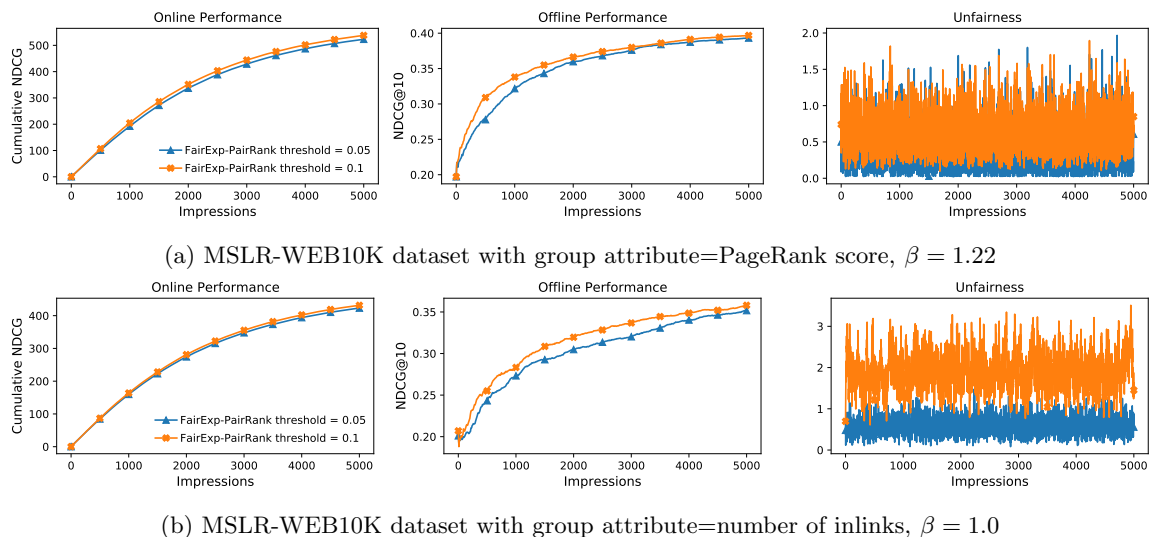 Online Performance
Offline Performance
Unfairness
Cumulative NDCG
500
400
300
200
100
0
FairExp-PairRank threshold = 0.05
FairExp-PairRank threshold = 0.1
0 1000 2000 3000 4000 5000
Impressions
NDCG@10
0.40
0.35
0.30
0.25
0.20
0 1000 2000 3000 4000 5000
Impressions
2.0
1.5
1.0
0.5
0.0
0 1000 2000 3000 4000 5000
Impressions
(a) MSLR-WEB10K dataset with group attribute=PageRank score, β = 1.22
Online Performance
Offline Performance
Unfairness
Cumulative NDCG
400
300
200
100
0
FairExp-PairRank threshold = 0.05
FairExp-PairRank threshold = 0.1
0 1000 2000 3000 4000 5000
Impressions
NDCG@10
0.35
0.30
0.25
0.20
0 1000 2000 3000 4000 5000
Impressions
3
2
1
0
0 1000 2000 3000 4000 5000
Impressions
(b) MSLR-WEB10K dataset with group attribute=number of inlinks, β = 1.0